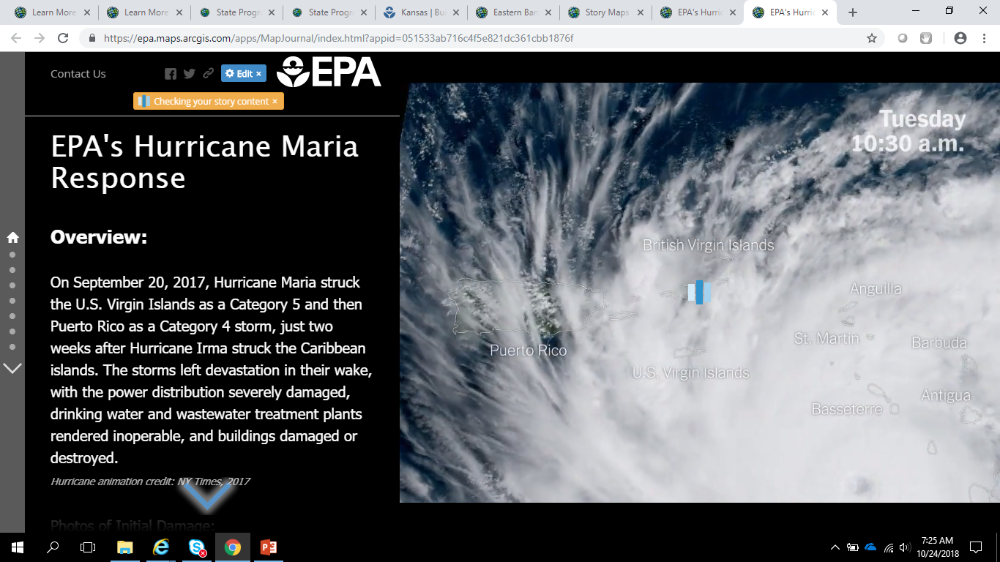 Learn More
Learn More
State Progr
State Progr
Kansas | Bu
Eastern Ban
Story Maps
EPA's Hurric
EPA's Hurric
https://epa.maps.arcgis.com/apps/MapJournal/index.html?appid=051533ab716c4f5e821dc361cbb1876f
Contact Us
Edit ×
EPA
Checking your story content ×
EPA's Hurricane Maria
Response
Overview:
On September 20, 2017, Hurricane Maria struck
the U.S. Virgin Islands as a Category 5 and then
Puerto Rico as a Category 4 storm, just two
weeks after Hurricane Irma struck the Caribbean
islands. The storms left devastation in their wake,
with the power distribution severely damaged,
drinking water and wastewater treatment plants
rendered inoperable, and buildings damaged or
destroyed.
Hurricane animation credit: NY Times, 2017
Photos of Initial Damage:
Tuesday
10:30 a.m.
British Virgin Islands
Anguilla
St. Martin
Barbuda
Puerto Rico
U.S. Virgin Islands
Antigua
Basseterre
7:25 AM
10/24/2018